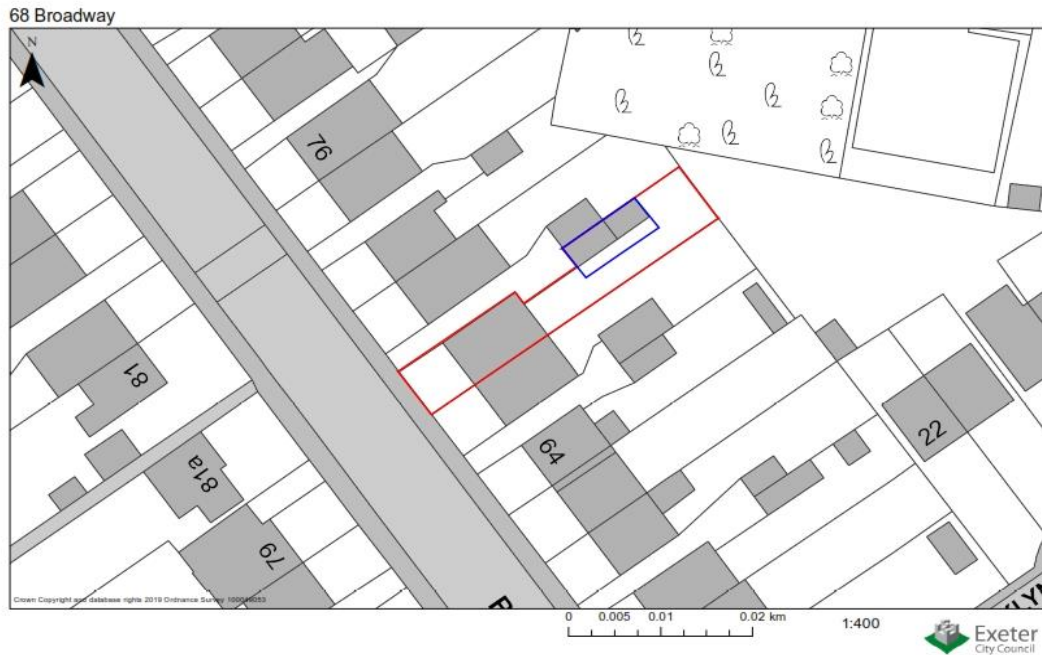 68 Broadway
N
76
81
81a
79
64
22
Crown Copyright and database rights 2019 Ordnance Survey 100049053
0 0.005 0.01 0.02 km
1:400
Exeter
City Council